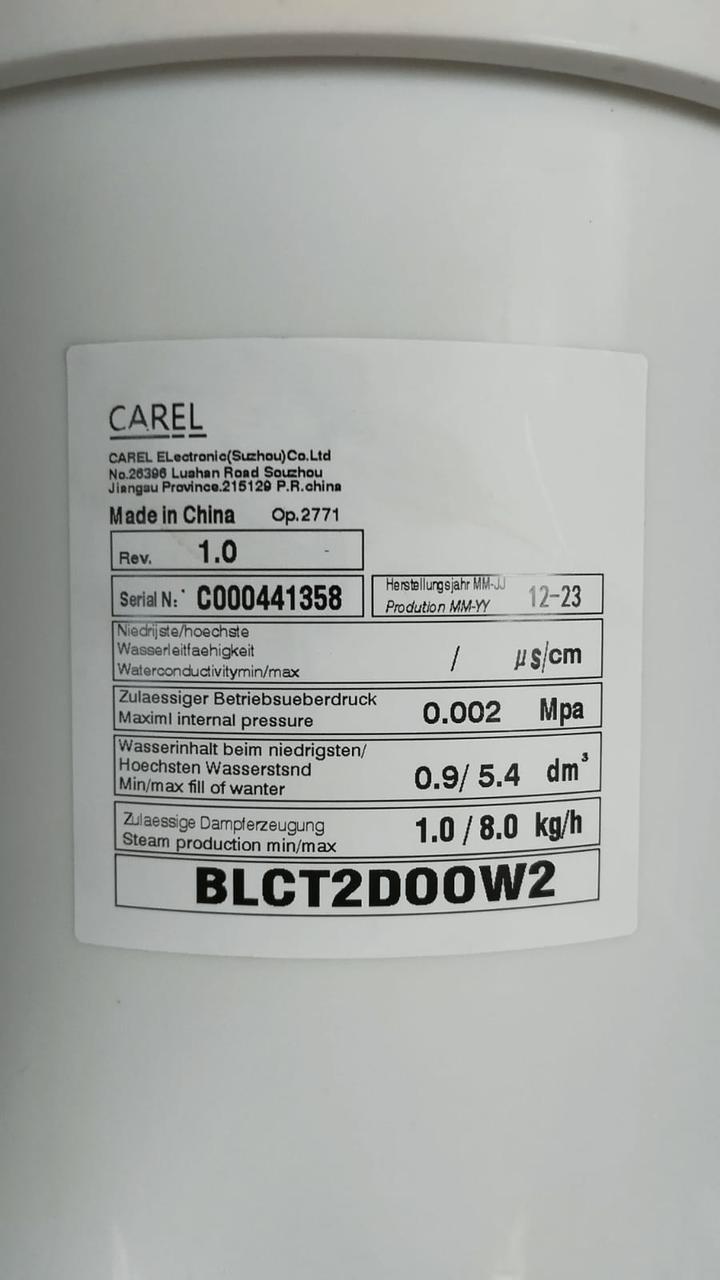 CAREL
CAREL ELectronic(Suzhou)Co.Ltd
No.26396 Luahan Road Souzhou
Jiangau Province.215129 P.R.china
Made in China Op.2771
Rev. 1.0 -
Serial N:· C000441358
Herstellungsjahr MM-JJ
Prodution MM-YY 12-23
Niedrijste/hoechste
Wasserleitfaehigkeit
Waterconductivitymin/max / µs/cm
Zulaessiger Betriebsueberdruck
Maximl internal pressure 0.002 Mpa
Wasserinhalt beim niedrigsten/
Hoechsten Wasserstsnd
Min/max fill of wanter 0.9/ 5.4 dm³
Zulaessige Dampferzeugung
Steam production min/max 1.0 / 8.0 kg/h
BLCT2D00W2